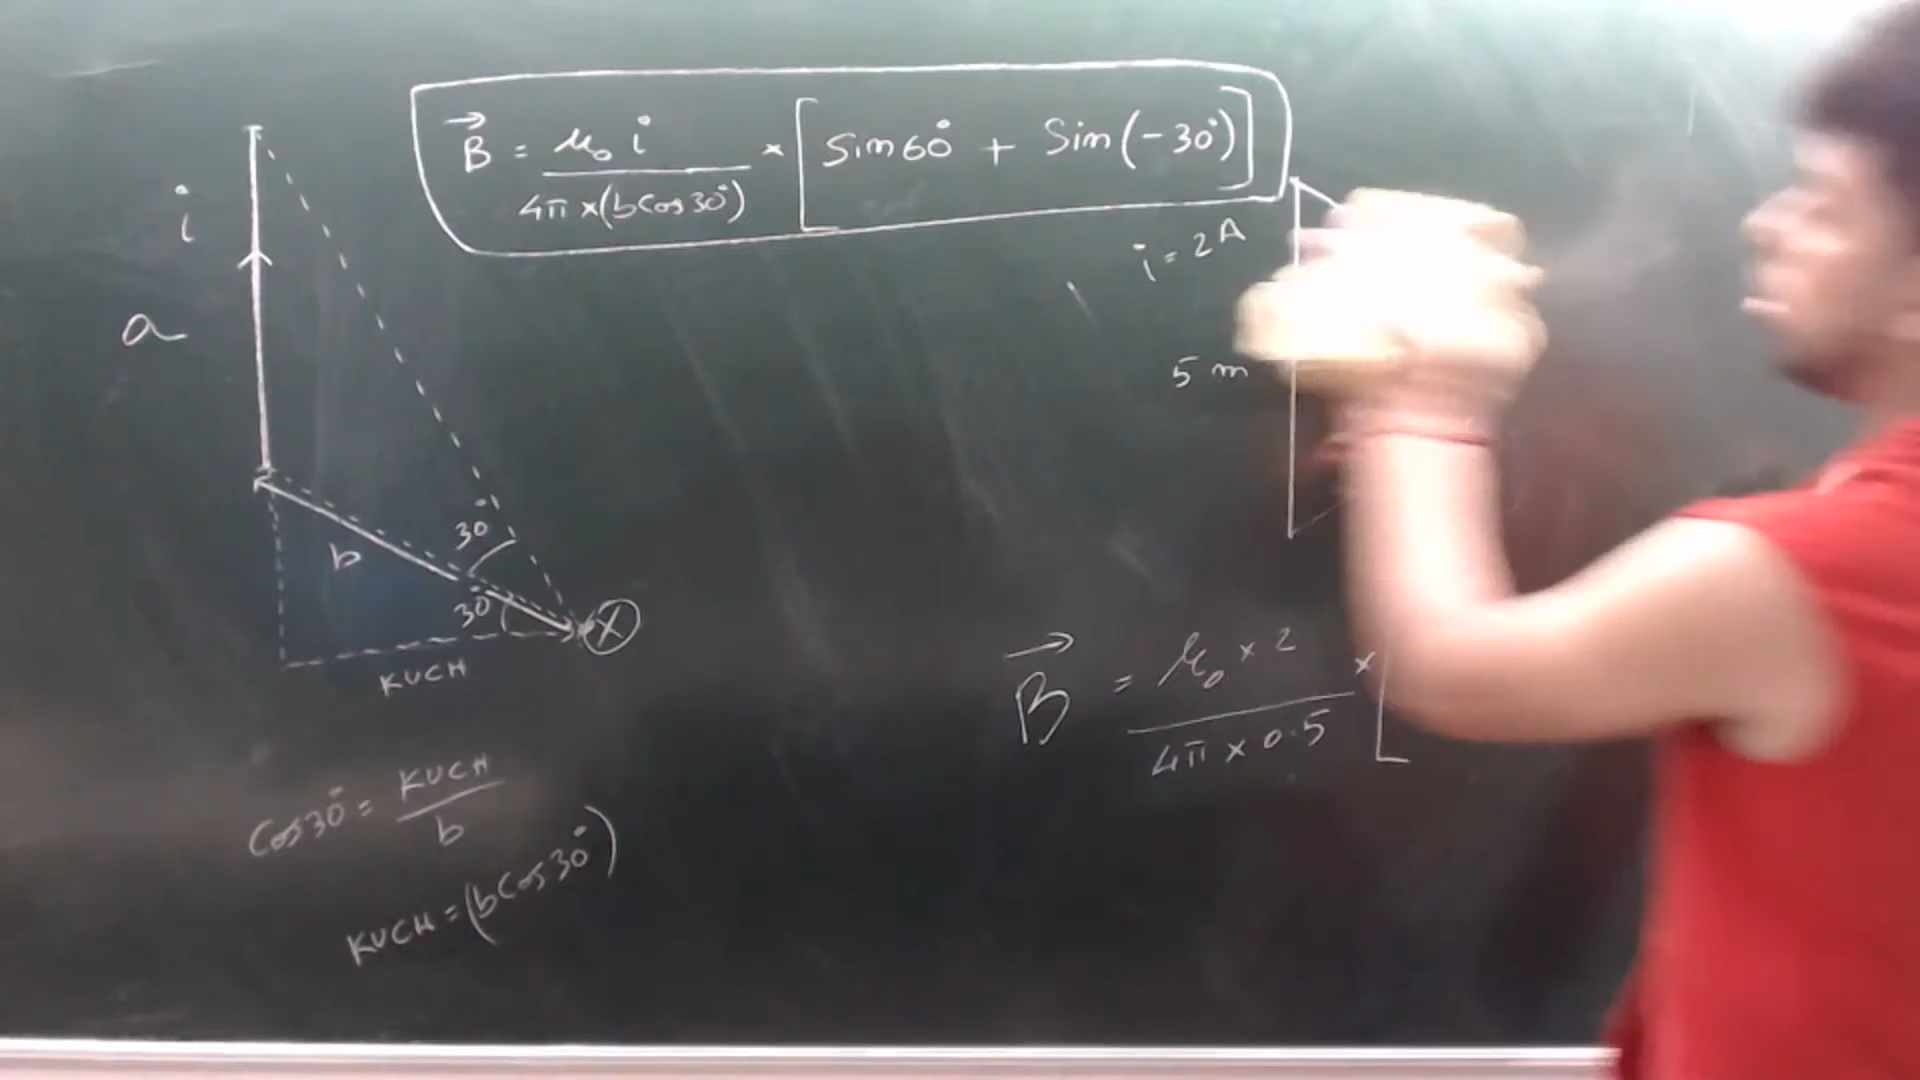 B⃗ = μ₀ i / 4π × (b Cos 30°) × [Sin 60° + Sin (-30°)]
i
a
i = 2 A
5 m
30°
b
30°
X
KUCH
B⃗ = μ₀ × 2 / 4π × 0.5 × [
Cos 30° = KUCH / b
KUCH = (b Cos 30°)